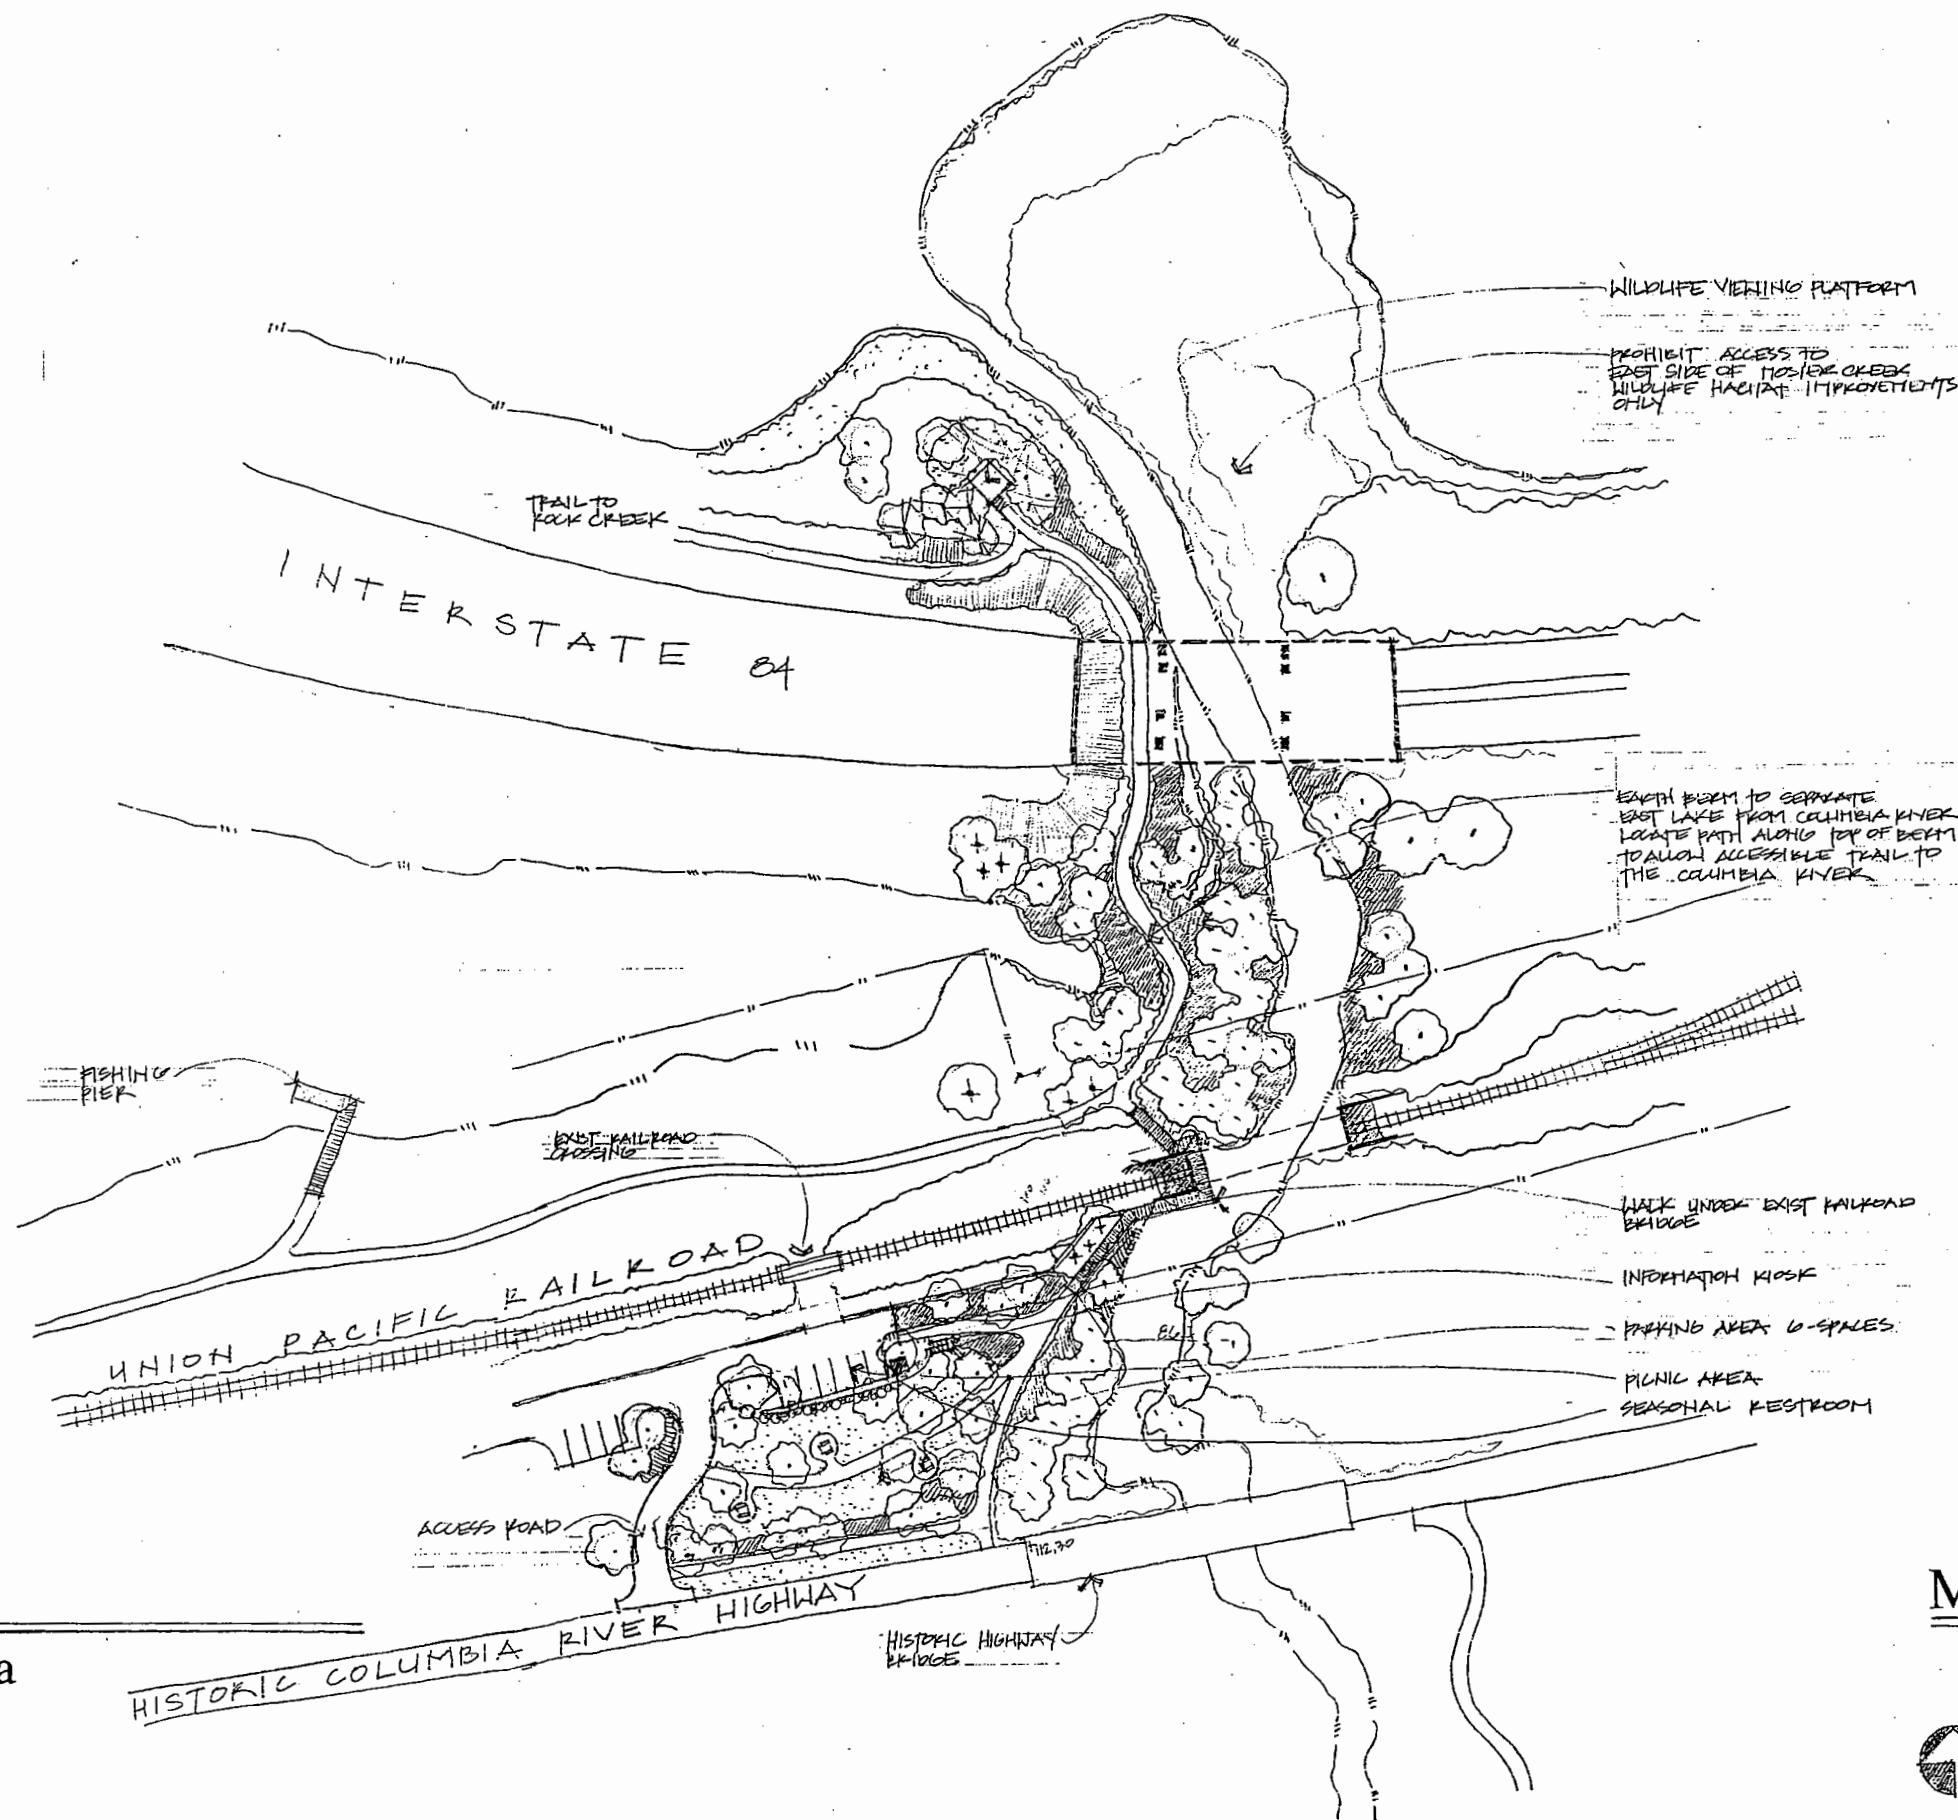 WILDLIFE VIEWING PLATFORM
PROHIBIT ACCESS TO
EAST SIDE OF MOSIER CREEK
WILDLIFE HABITAT IMPROVEMENTS
ONLY
TRAIL TO
ROCK CREEK
INTERSTATE 84
EARTH BERM TO SEPARATE
EAST LAKE FROM COLUMBIA RIVER
LOCATE PATH ALONG TOP OF BERM
TO ALLOW ACCESSIBLE TRAIL TO
THE COLUMBIA RIVER
FISHING
PIER
EXIST RAILROAD
CROSSING
WALK UNDER EXIST RAILROAD
BRIDGE
UNION PACIFIC RAILROAD
INFORMATION KIOSK
PARKING AREA 6-SPACES
PICNIC AREA
SEASONAL RESTROOM
ACCESS ROAD
112.30
HISTORIC COLUMBIA RIVER HIGHWAY
HISTORIC HIGHWAY
BRIDGE
M
a